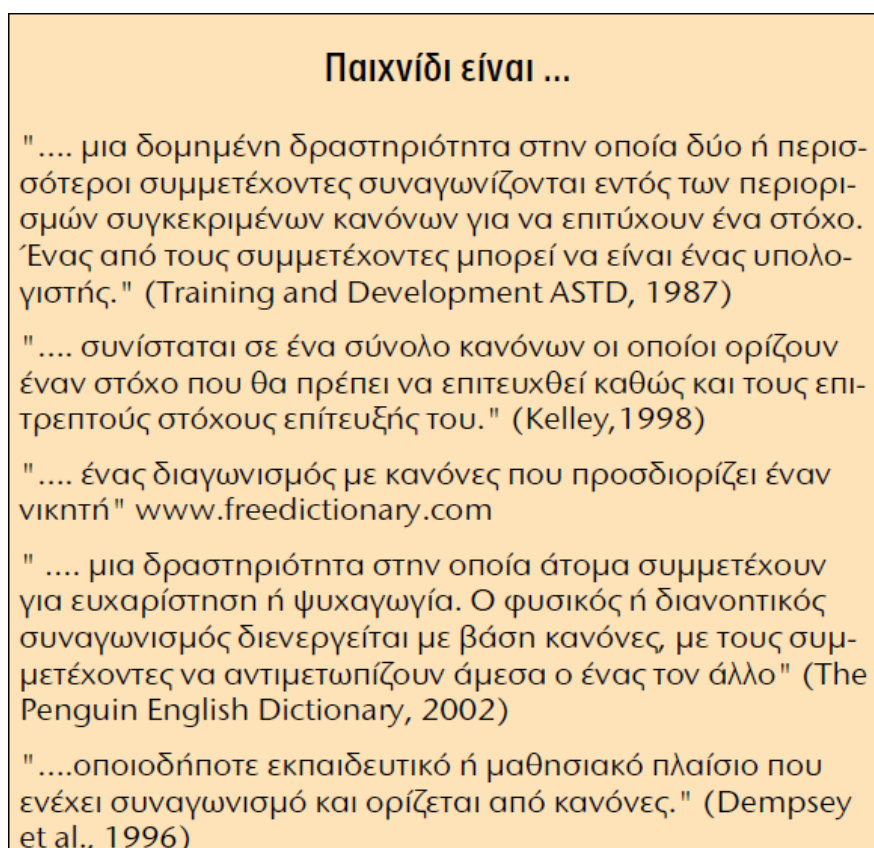 Παιχνίδι είναι ...
".... μια δομημένη δραστηριότητα στην οποία δύο ή περισ-
σότεροι συμμετέχοντες συναγωνίζονται εντός των περιορι-
σμών συγκεκριμένων κανόνων για να επιτύχουν ένα στόχο.
Ένας από τους συμμετέχοντες μπορεί να είναι ένας υπολο-
γιστής." (Training and Development ASTD, 1987)
".... συνίσταται σε ένα σύνολο κανόνων οι οποίοι ορίζουν
έναν στόχο που θα πρέπει να επιτευχθεί καθώς και τους επι-
τρεπτούς στόχους επίτευξής του." (Kelley,1998)
".... ένας διαγωνισμός με κανόνες που προσδιορίζει έναν
νικητή" www.freedictionary.com
" .... μια δραστηριότητα στην οποία άτομα συμμετέχουν
για ευχαρίστηση ή ψυχαγωγία. Ο φυσικός ή διανοητικός
συναγωνισμός διενεργείται με βάση κανόνες, με τους συμ-
μετέχοντες να αντιμετωπίζουν άμεσα ο ένας τον άλλο" (The
Penguin English Dictionary, 2002)
"....οποιοδήποτε εκπαιδευτικό ή μαθησιακό πλαίσιο που
ενέχει συναγωνισμό και ορίζεται από κανόνες." (Dempsey
et al., 1996)